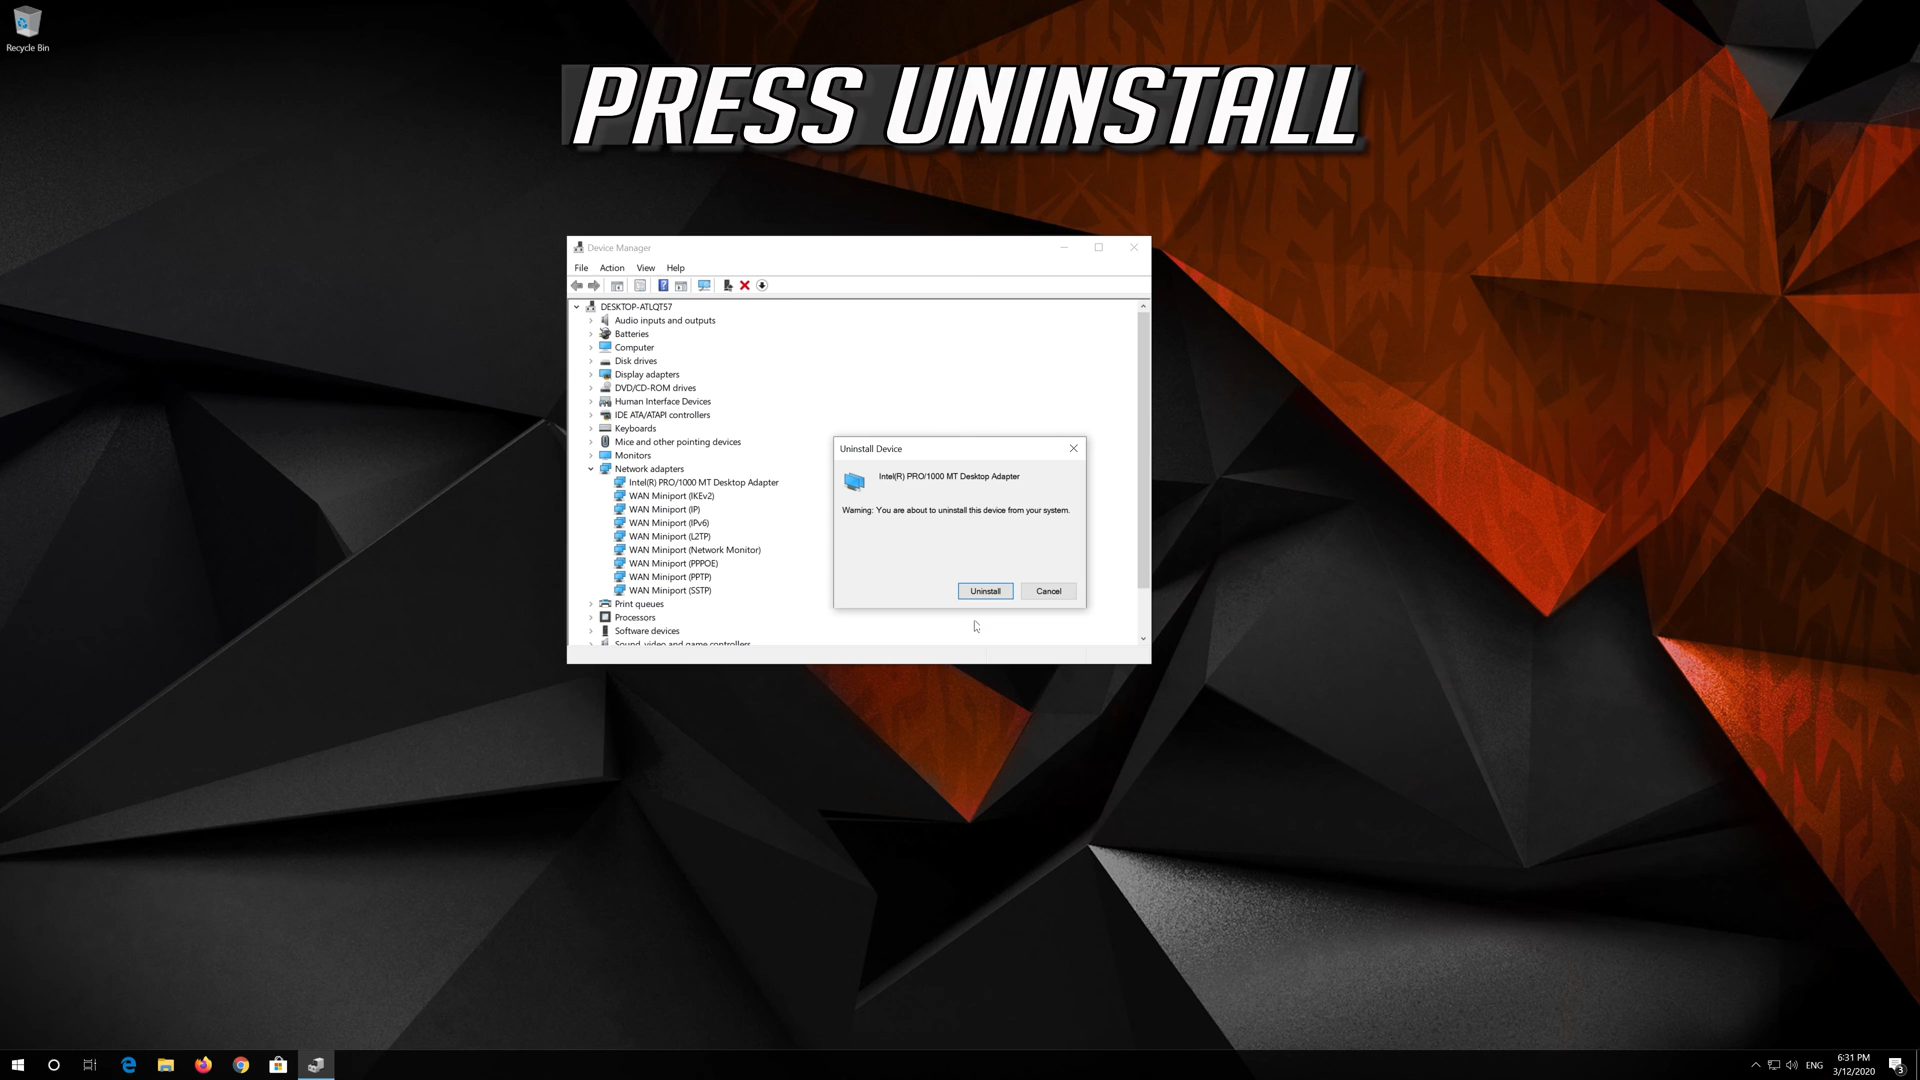 Recycle Bin
PRESS UNINSTALL
Device Manager
File Action View Help
DESKTOP-ATLQT57
Audio inputs and outputs
Batteries
Computer
Disk drives
Display adapters
DVD/CD-ROM drives
Human Interface Devices
IDE ATA/ATAPI controllers
Keyboards
Mice and other pointing devices
Monitors
Network adapters
Intel(R) PRO/1000 MT Desktop Adapter
WAN Miniport (IKEv2)
WAN Miniport (IP)
WAN Miniport (IPv6)
WAN Miniport (L2TP)
WAN Miniport (Network Monitor)
WAN Miniport (PPPOE)
WAN Miniport (PPTP)
WAN Miniport (SSTP)
Print queues
Processors
Software devices
Sound, video and game controllers
Uninstall Device
Intel(R) PRO/1000 MT Desktop Adapter
Warning: You are about to uninstall this device from your system.
Uninstall Cancel
ENG
6:31 PM
3/12/2020
3